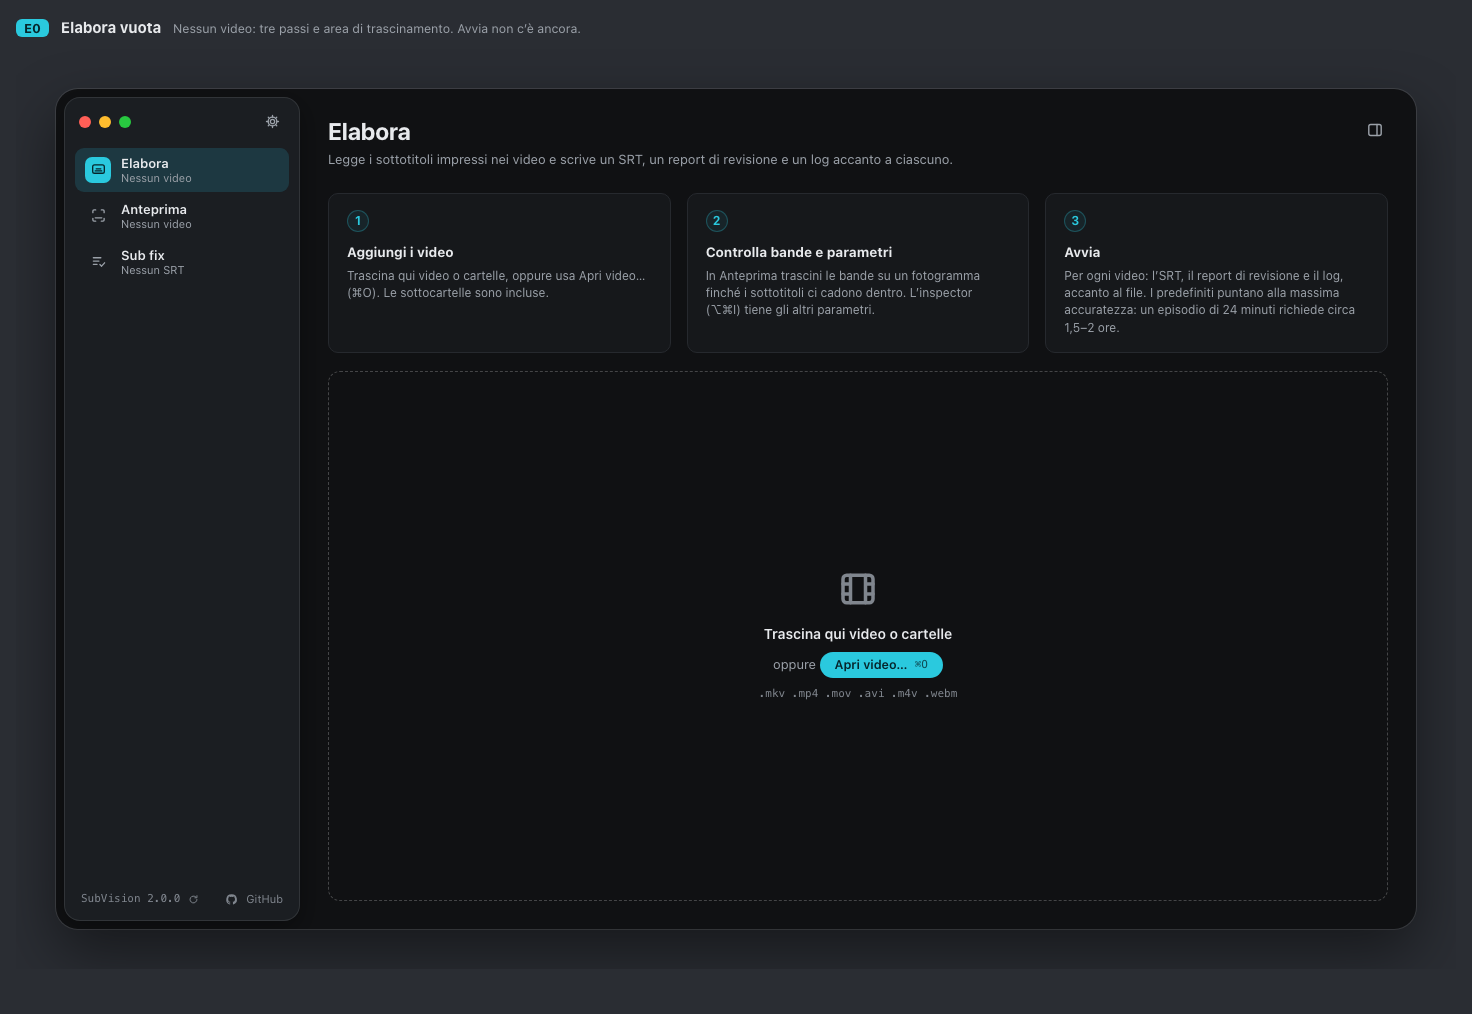 E0 Elabora vuota Nessun video: tre passi e area di trascinamento. Avvia non c'è ancora.
Elabora
Nessun video
Anteprima
Nessun video
Sub fix
Nessun SRT
SubVision 2.0.0 GitHub
Elabora
Legge i sottotitoli impressi nei video e scrive un SRT, un report di revisione e un log accanto a ciascuno.
1
Aggiungi i video
Trascina qui video o cartelle, oppure usa Apri video…
(⌘O). Le sottocartelle sono incluse.
2
Controlla bande e parametri
In Anteprima trascini le bande su un fotogramma
finché i sottotitoli ci cadono dentro. L'inspector
(⌥⌘I) tiene gli altri parametri.
3
Avvia
Per ogni video: l'SRT, il report di revisione e il log,
accanto al file. I predefiniti puntano alla massima
accuratezza: un episodio di 24 minuti richiede circa
1,5–2 ore.
Trascina qui video o cartelle
oppure Apri video… ⌘O
.mkv .mp4 .mov .avi .m4v .webm